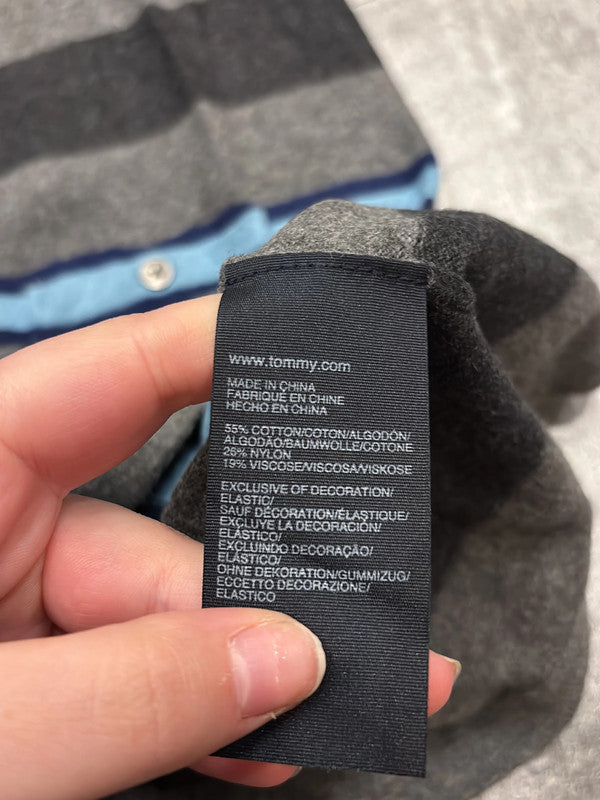 www.tommy.com
MADE IN CHINA
FABRIQUÉ EN CHINE
HECHO EN CHINA
55% COTTON/COTON/ALGODÓN/
ALGODÃO/BAUMWOLLE/COTONE
26% NYLON
19% VISCOSE/VISCOSA/VISKOSE
EXCLUSIVE OF DECORATION/
ELASTIC/
SAUF DÉCORATION/ÉLASTIQUE/
EXCLUYE LA DECORACIÓN/
ELÁSTICO/
EXCLUINDO DECORAÇÃO/
ELÁSTICO/
OHNE DEKORATION/GUMMIZUG/
ECCETTO DECORAZIONE/
ELASTICO